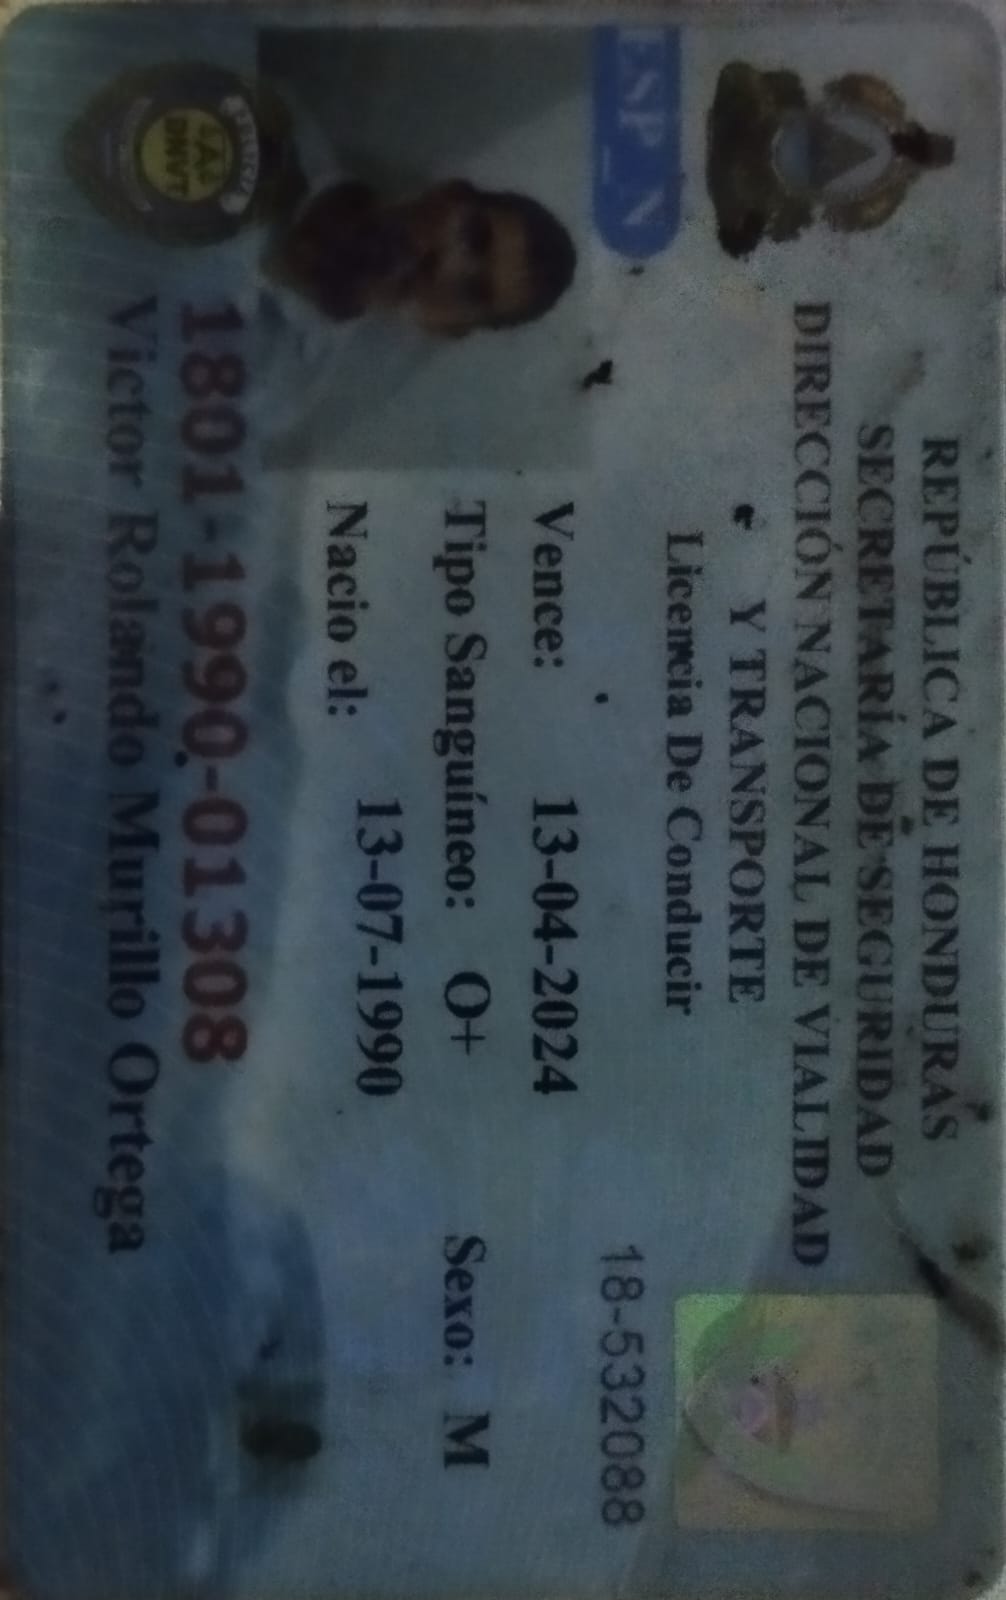 REPÚBLICA DE HONDURAS
SECRETARÍA DE SEGURIDAD
DIRECCIÓN NACIONAL DE VIALIDAD
Y TRANSPORTE
Licencia De Conducir
ESP_N
18-532088
Vence: 13-04-2024
Tipo Sanguíneo: O+ Sexo: M
Nacio el: 13-07-1990
DNVT
1801-1990-01308
Victor Rolando Murillo Ortega